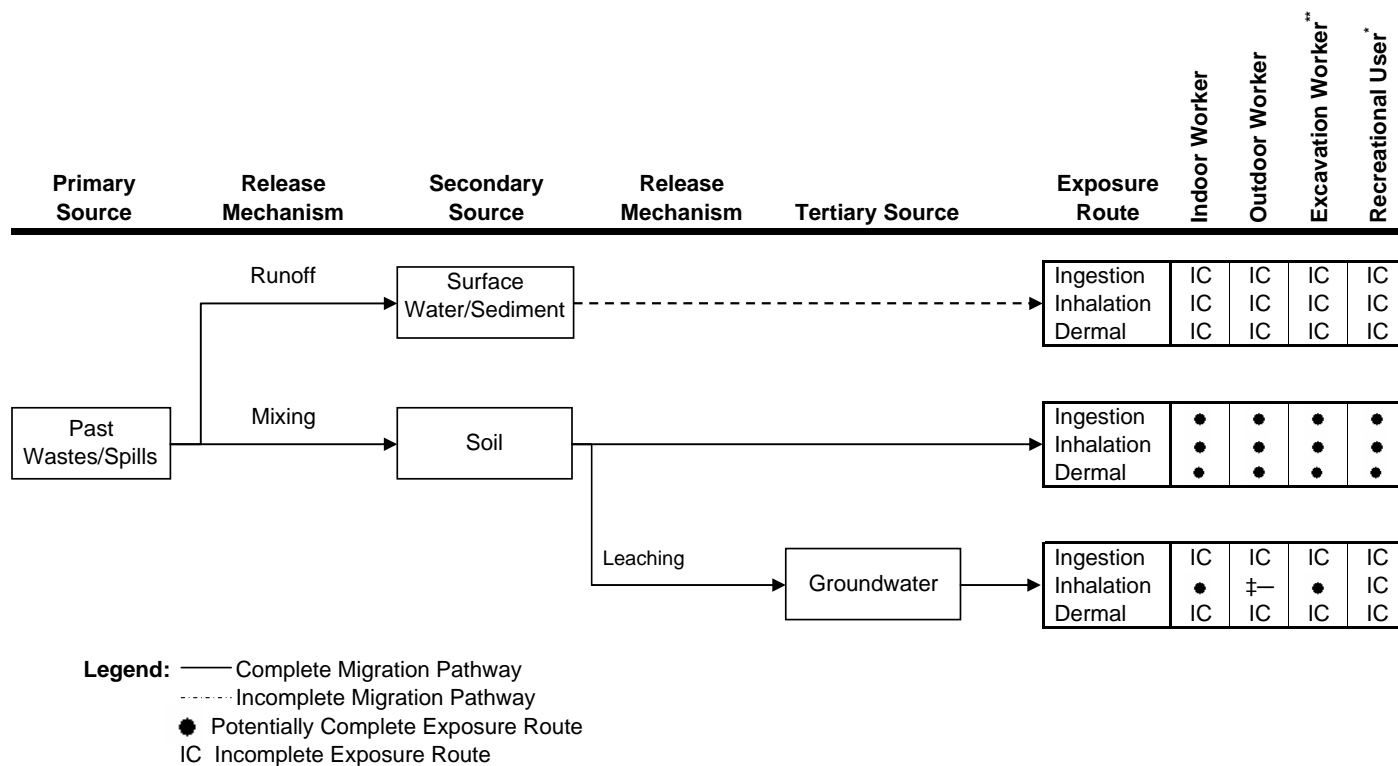 Indoor Worker
Outdoor Worker
Excavation Worker**
Recreational User*
Primary Source
Release Mechanism
Secondary Source
Release Mechanism
Tertiary Source
Exposure Route
Runoff
Surface
Water/Sediment
Ingestion IC IC IC IC
Inhalation IC IC IC IC
Dermal IC IC IC IC
Past
Wastes/Spills
Mixing
Soil
Ingestion ● ● ● ●
Inhalation ● ● ● ●
Dermal ● ● ● ●
Leaching
Groundwater
Ingestion IC IC IC IC
Inhalation ● ‡— ● IC
Dermal IC IC IC IC
Legend: Complete Migration Pathway
Incomplete Migration Pathway
● Potentially Complete Exposure Route
IC Incomplete Exposure Route